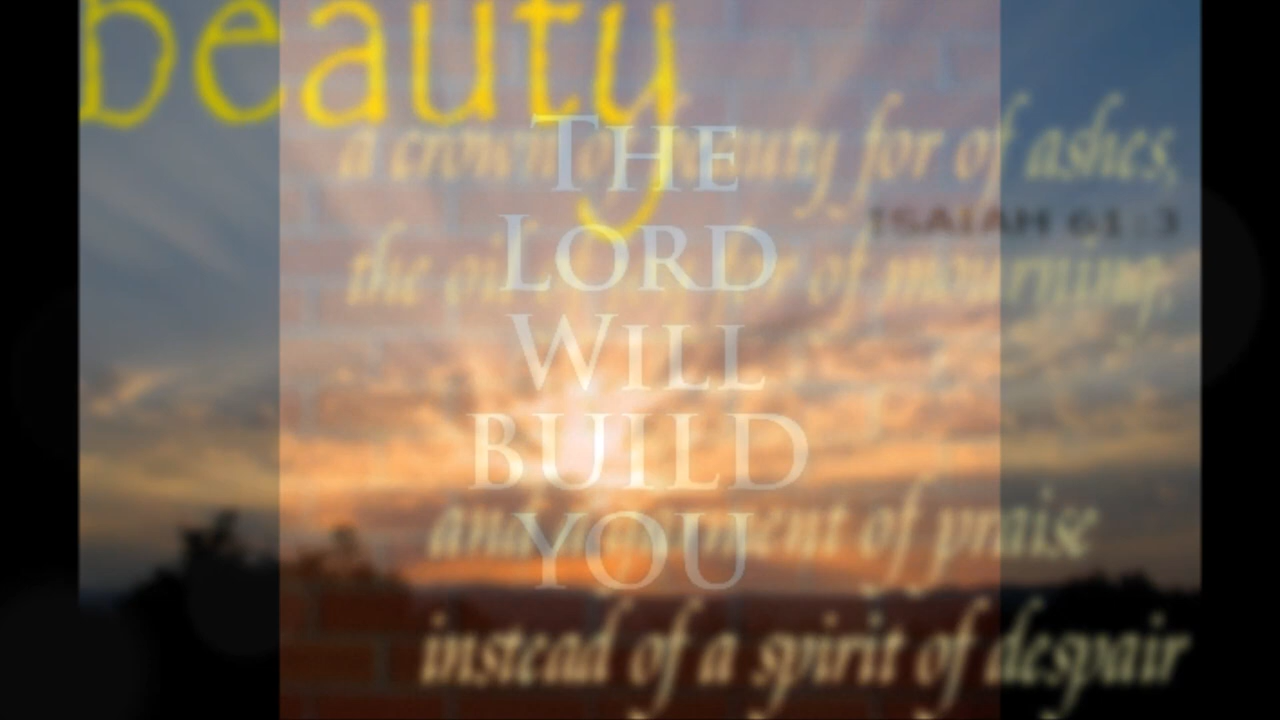 beauty
a crown of beauty for of ashes,
ISAIAH 61:3
the oil for of mourning,
and a garment of praise
instead of a spirit of despair
THE
LORD
WILL
BUILD
YOU